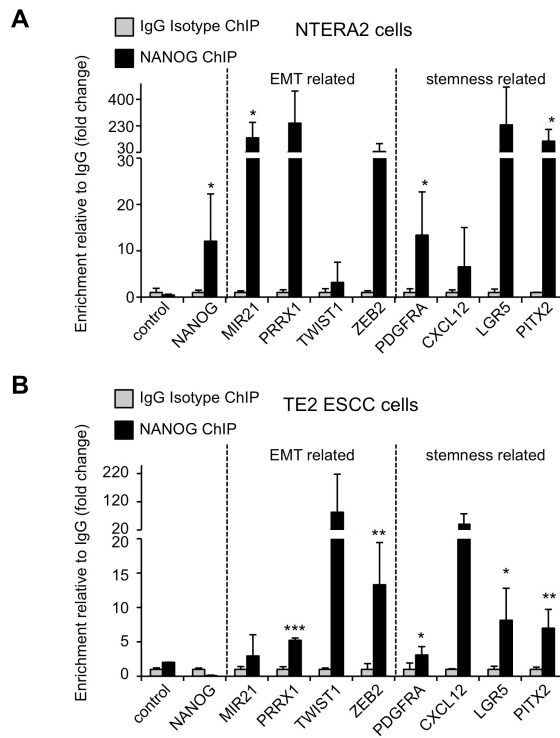 A
IgG Isotype ChIP
NANOG ChIP
NTERA2 cells
EMT related
stemness related
Enrichment relative to IgG (fold change)
400
230
30
30
20
10
0
*
*
*
*
control
NANOG
MIR21
PRRX1
TWIST1
ZEB2
PDGFRA
CXCL12
LGR5
PITX2
B
IgG Isotype ChIP
NANOG ChIP
TE2 ESCC cells
EMT related
stemness related
Enrichment relative to IgG (fold change)
220
120
20
20
15
10
5
0
***
**
*
*
**
control
NANOG
MIR21
PRRX1
TWIST1
ZEB2
PDGFRA
CXCL12
LGR5
PITX2